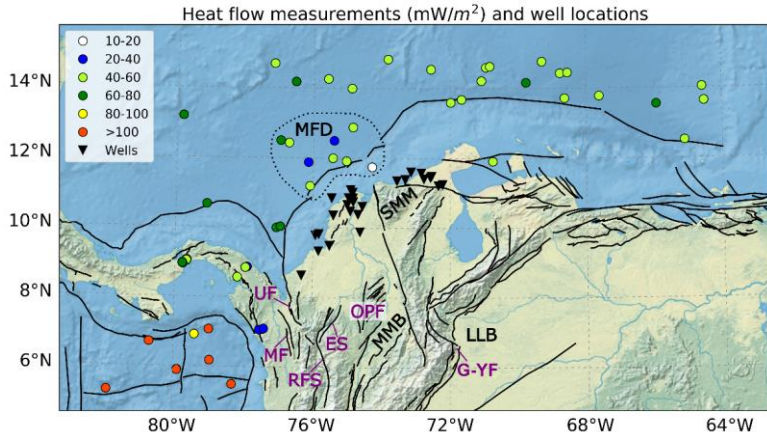 Heat flow measurements (mW/m²) and well locations
10-20
20-40
40-60
60-80
80-100
>100
Wells
14°N
12°N
10°N
8°N
6°N
MFD
SMM
UF
OPF
MF
ES
MMB
LLB
RFS
G-YF
80°W
76°W
72°W
68°W
64°W